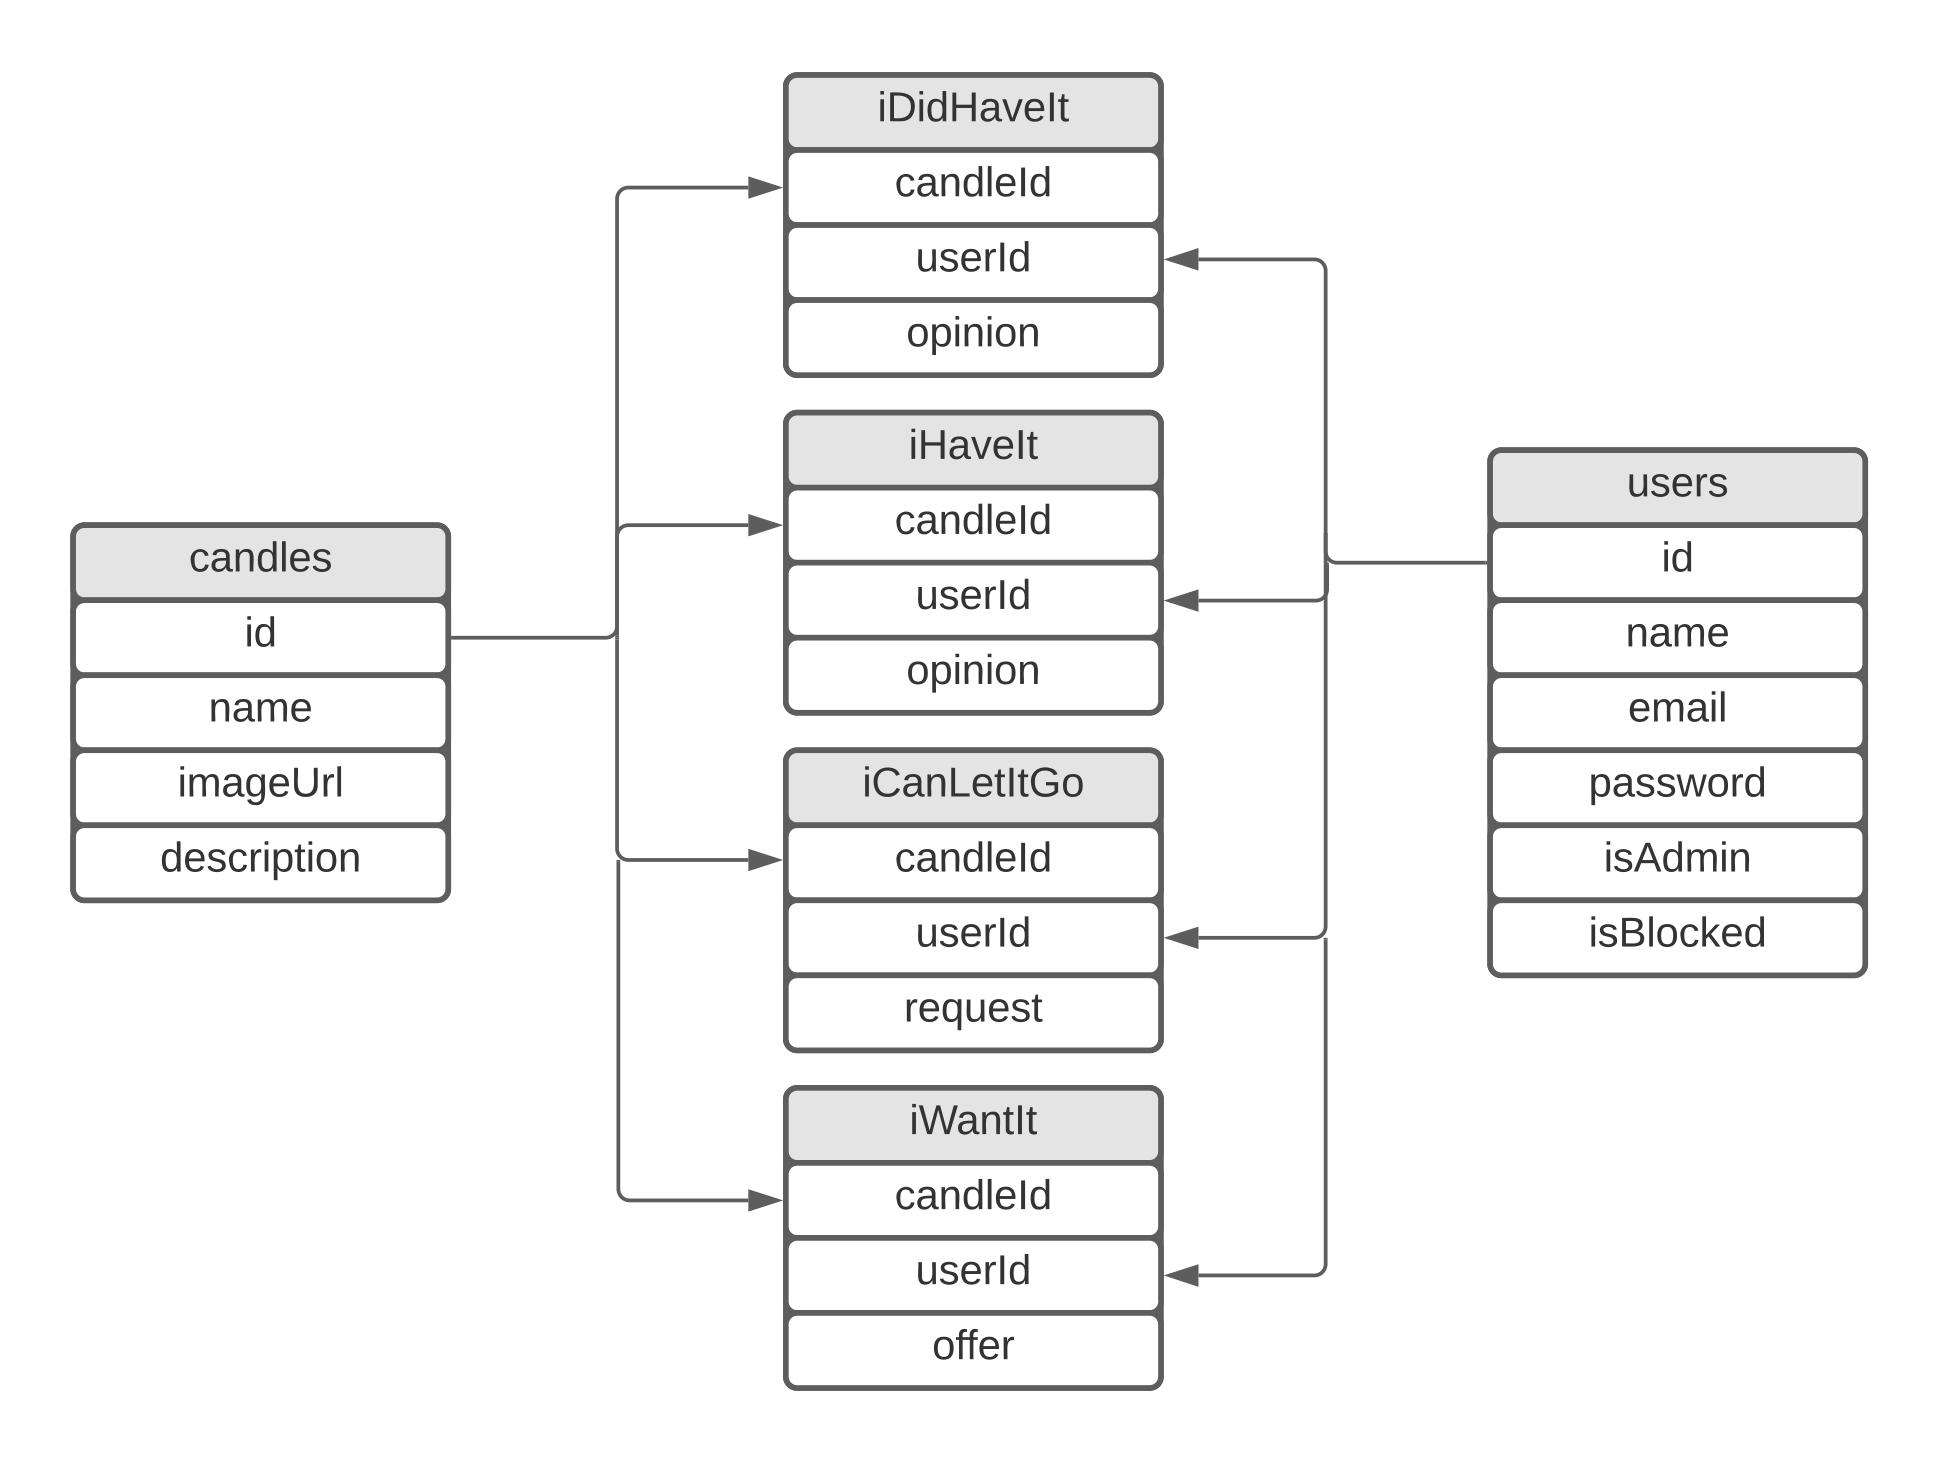 candles
id
name
imageUrl
description
iDidHaveIt
candleId
userId
opinion
iHaveIt
candleId
userId
opinion
iCanLetItGo
candleId
userId
request
iWantIt
candleId
userId
offer
users
id
name
email
password
isAdmin
isBlocked